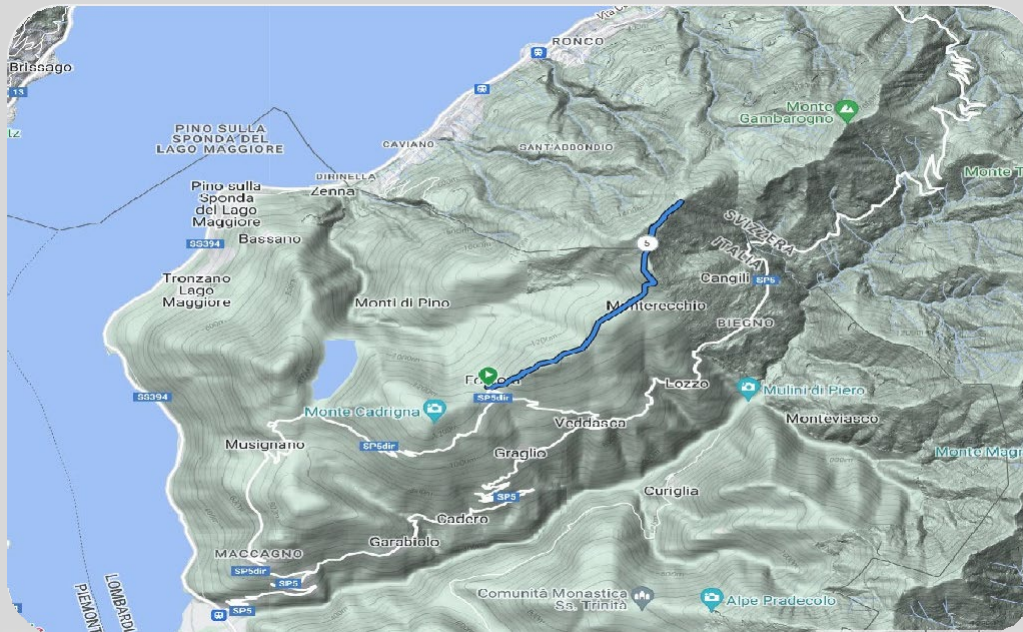 Brissago
13
RONCO
PINO SULLA
SPONDA DEL
LAGO MAGGIORE
CAVIANO
SANT'ABBONDIO
Monte
Gambarogno
DIRINELLA
Zenna
Pino sulla
Sponda
del Lago
Maggiore
SS394
Bassano
SVIZZERA
ITALIA
5
Cangili
SP5
Tronzano
Lago
Maggiore
Monti di Pino
Monterecchio
BIEGNO
SS394
SP5dir
Lozzo
Mulini di Piero
Monte Cadrigna
Veddasca
Monteviasco
Musignano
SP5dir
Graglio
SP5
Curiglia
Cadero
Garabiolo
MACCAGNO
SP5dir
SP5
SP5
Comunità Monastica
Ss. Trinità
Alpe Pradecolo